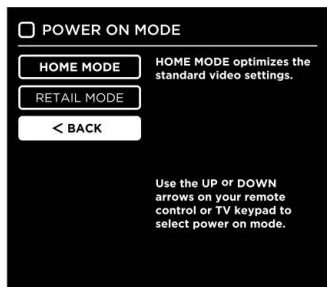 POWER ON MODE
HOME MODE
RETAIL MODE
< BACK
HOME MODE optimizes the
standard video settings.
Use the UP or DOWN
arrows on your remote
control or TV keypad to
select power on mode.